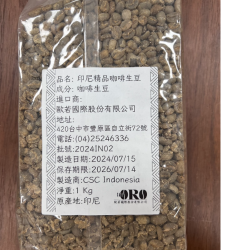 品名: 印尼精品咖啡生豆
成分: 咖啡生豆
進口商:
歐若國際股份有限公司
地址:
420台中市豐原區自立街72號
電話:(04)25246336
批號:2024IN02
製造日期:2024/07/15
保存期限:2026/07/14
製造商:CSC Indonesia
淨重:1 Kg
原產地:印尼
ORO